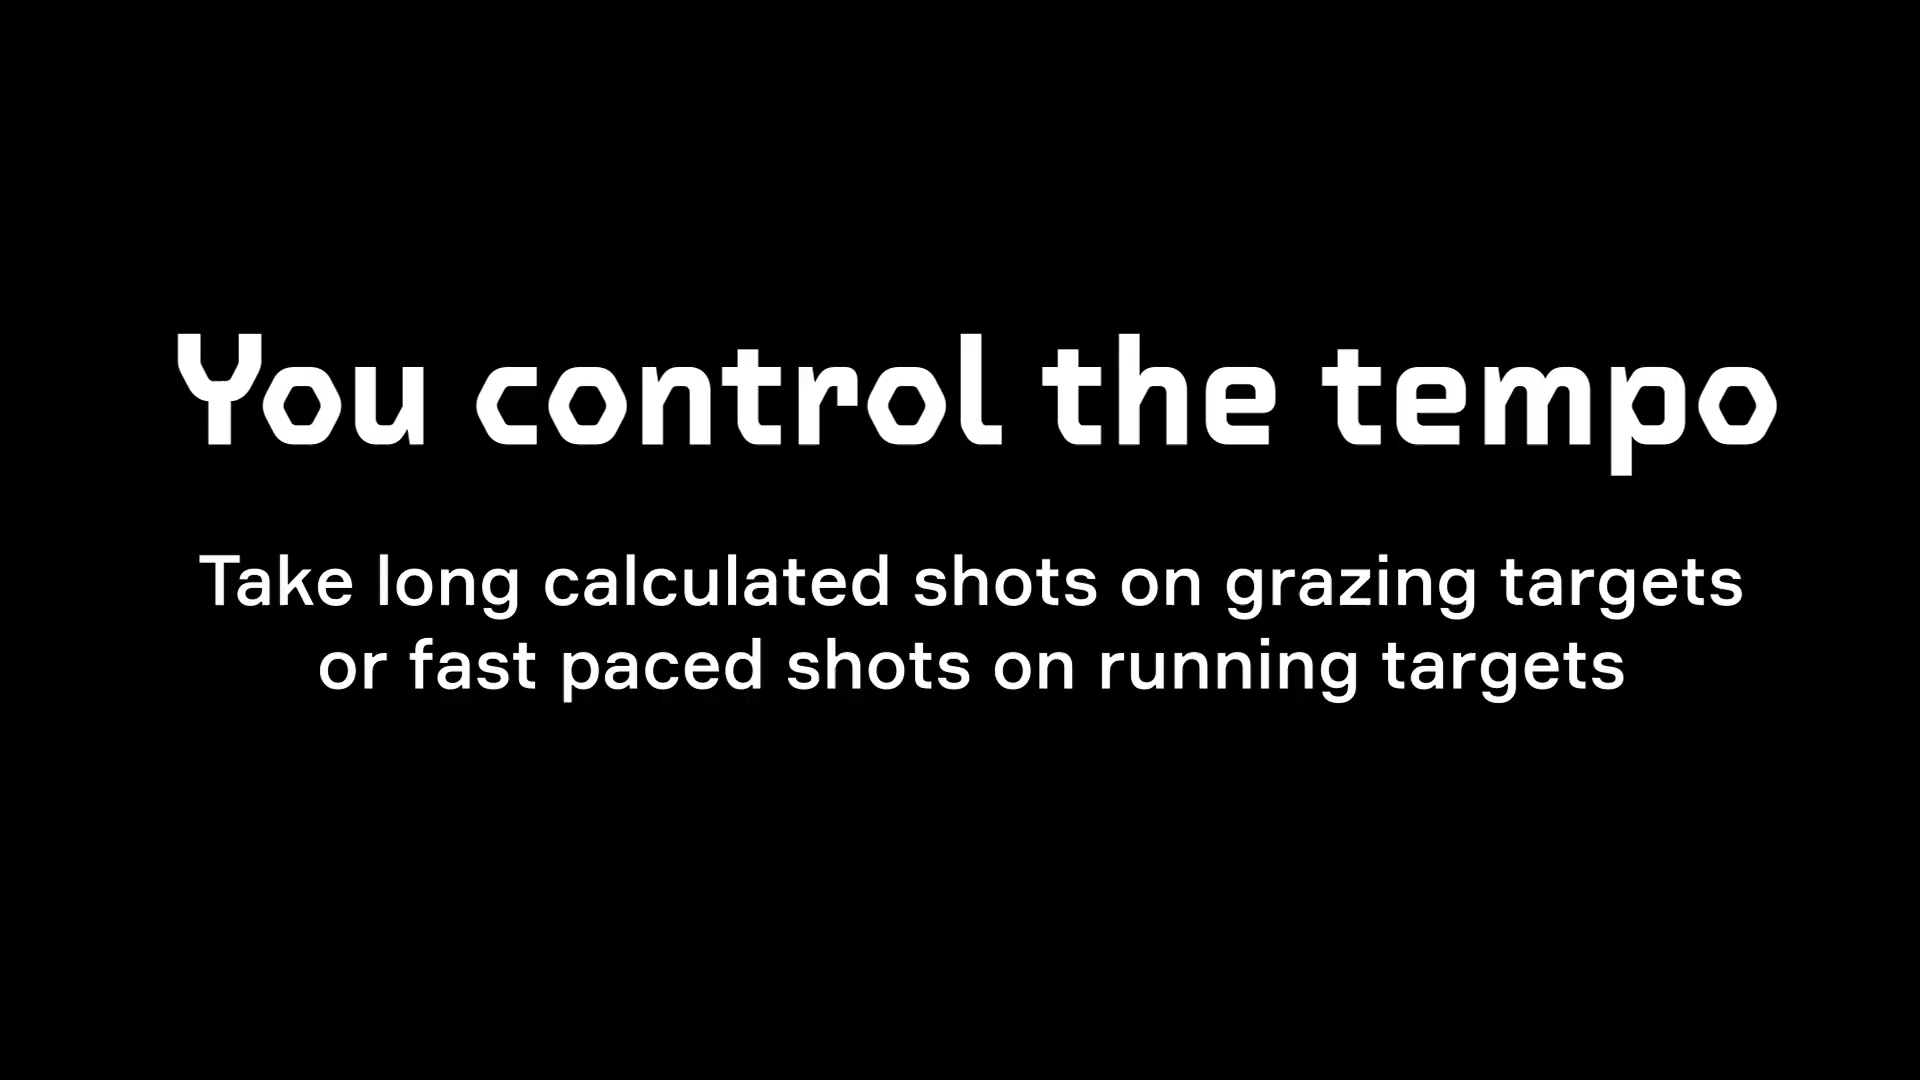 You control the tempo
Take long calculated shots on grazing targets
or fast paced shots on running targets